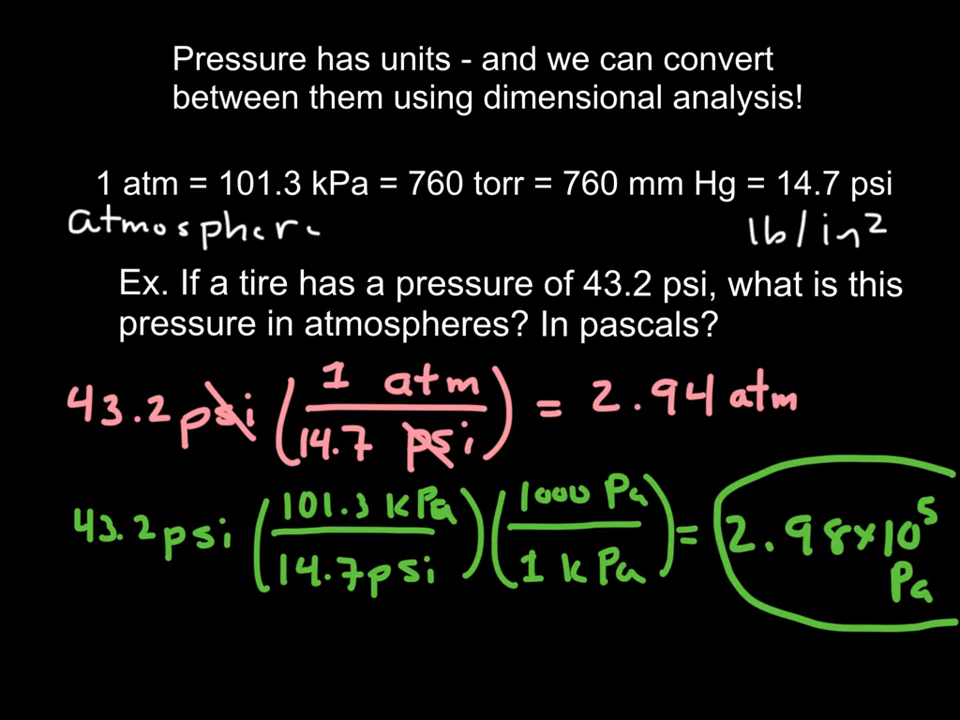 Pressure has units - and we can convert
between them using dimensional analysis!
1 atm = 101.3 kPa = 760 torr = 760 mm Hg = 14.7 psi
atmosphere lb/in²
Ex. If a tire has a pressure of 43.2 psi, what is this
pressure in atmospheres? In pascals?
43.2 psi (1 atm / 14.7 psi) = 2.94 atm
43.2 psi (101.3 kPa / 14.7 psi) (1000 Pa / 1 kPa) = 2.98×10⁵ Pa